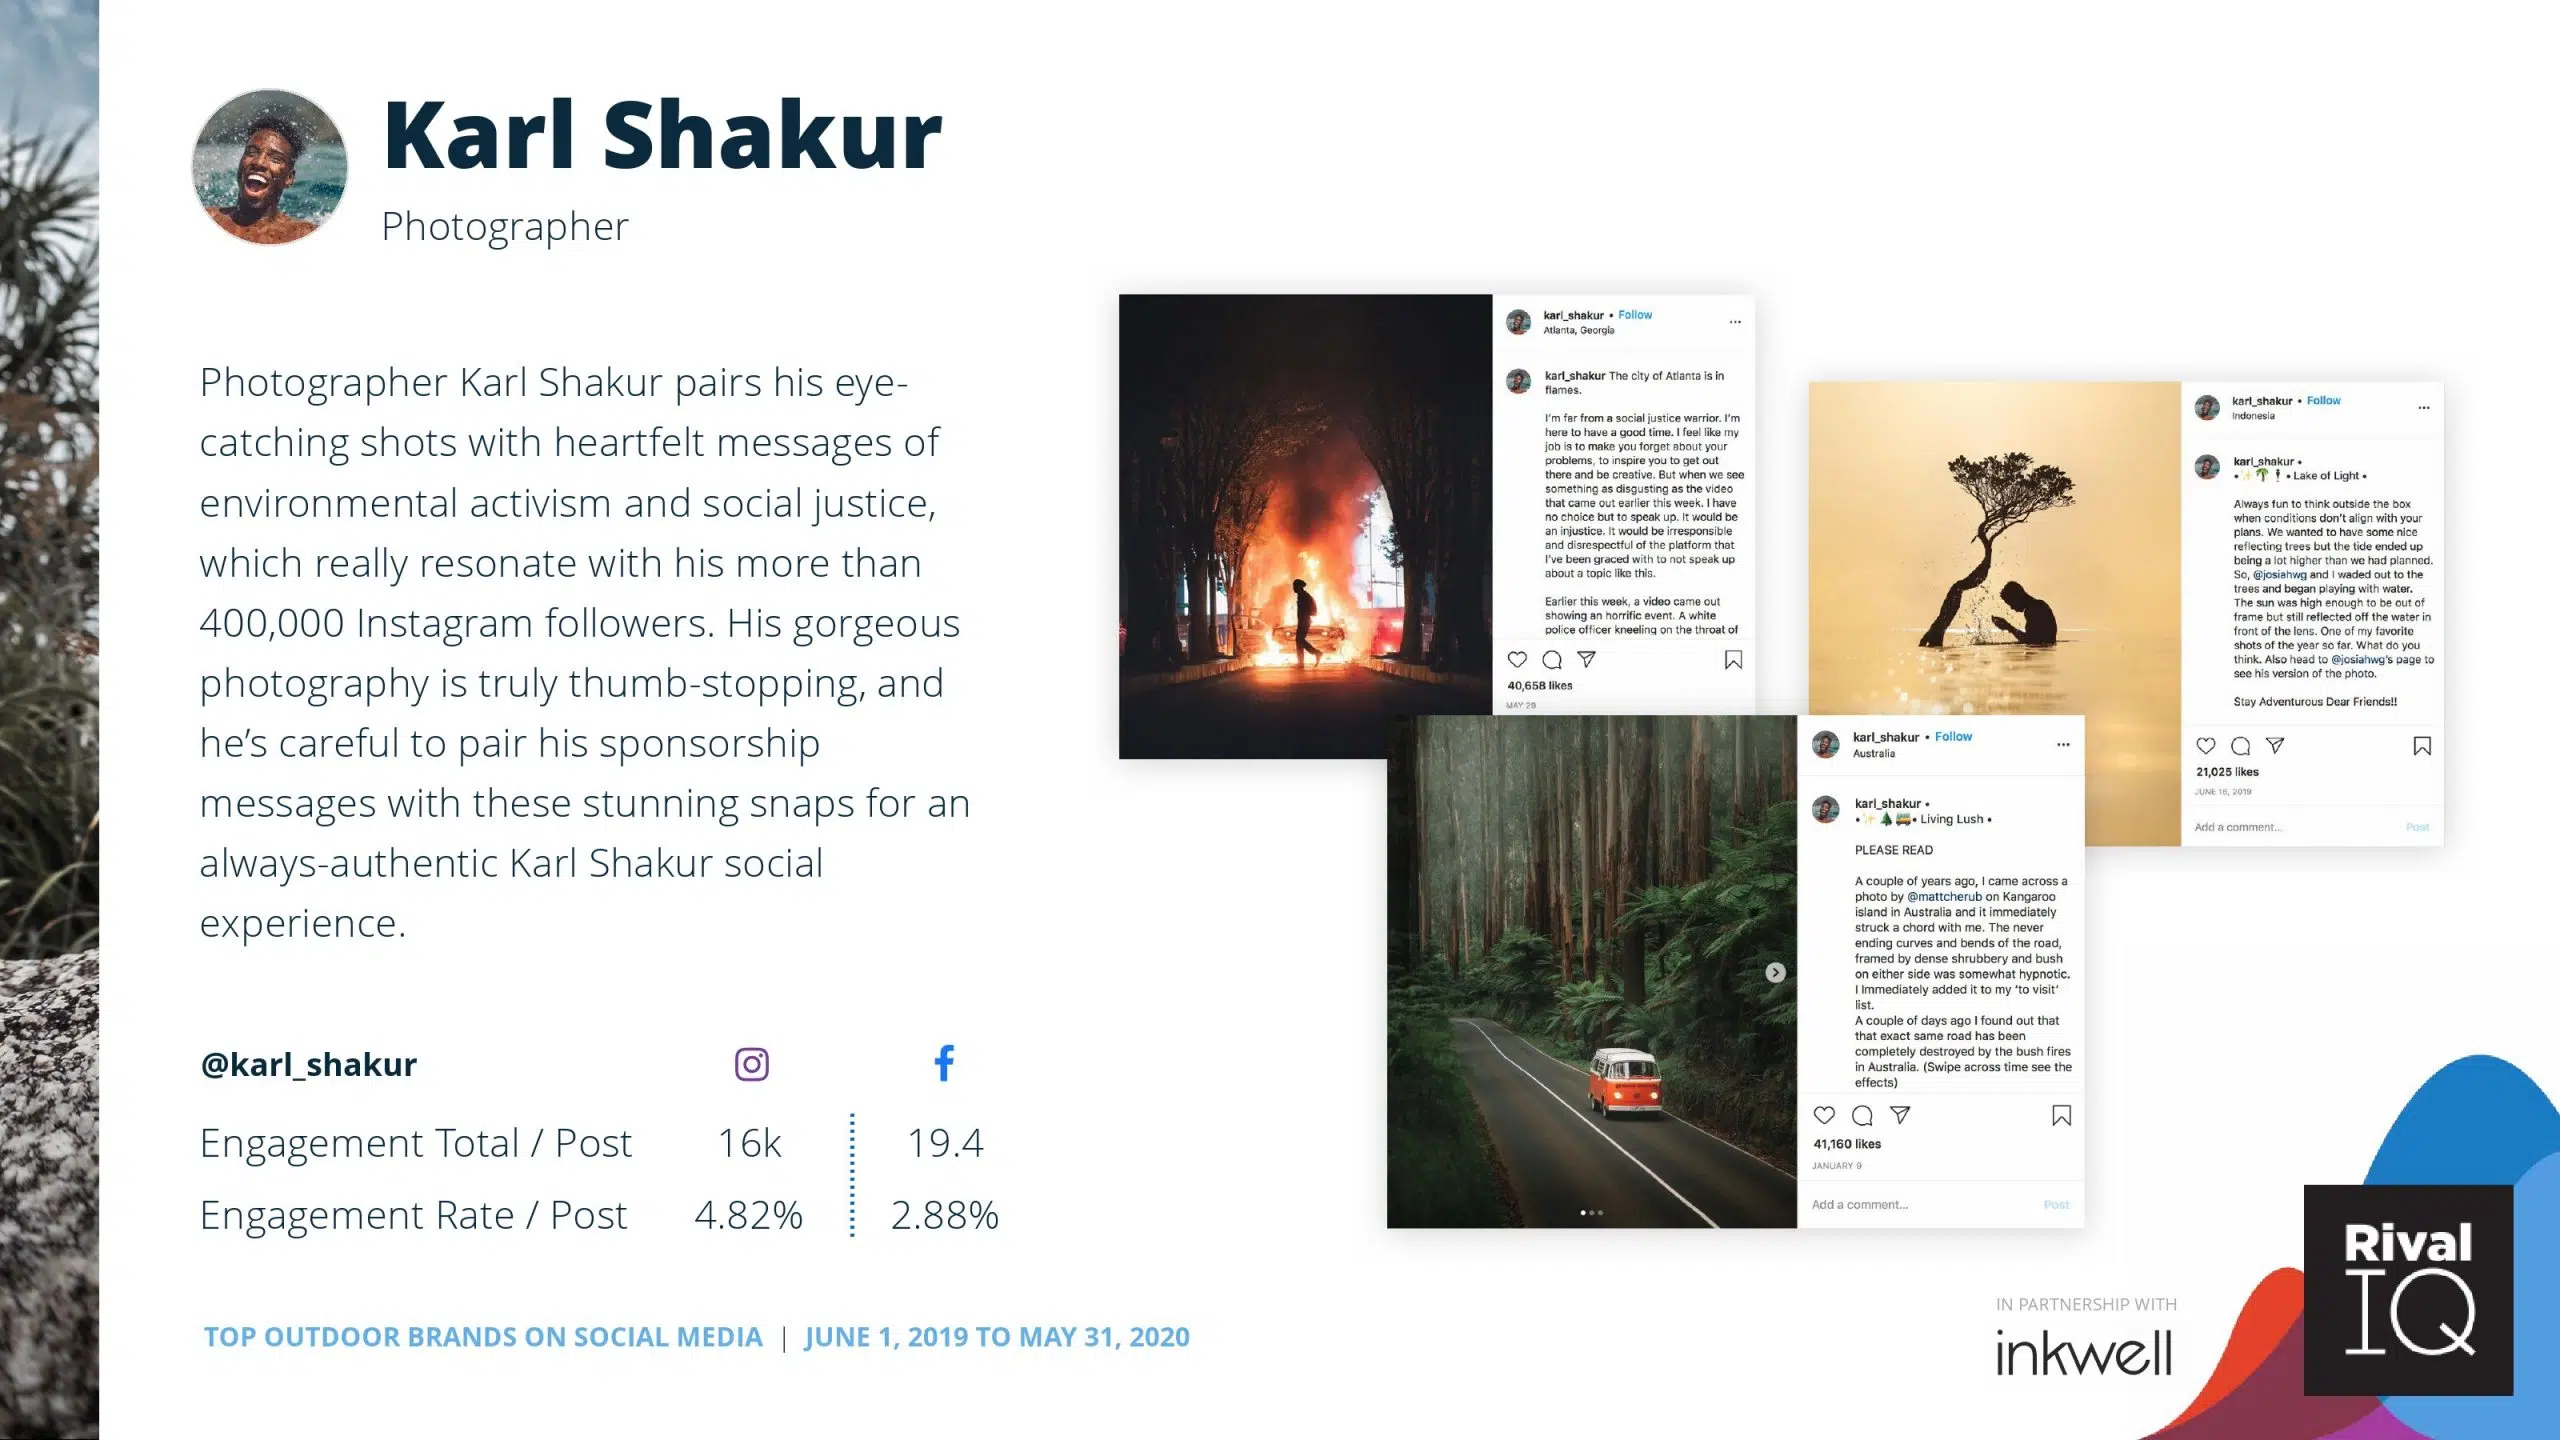 Karl Shakur
Photographer
Photographer Karl Shakur pairs his eye-
catching shots with heartfelt messages of
environmental activism and social justice,
which really resonate with his more than
400,000 Instagram followers. His gorgeous
photography is truly thumb-stopping, and
he’s careful to pair his sponsorship
messages with these stunning snaps for an
always-authentic Karl Shakur social
experience.
@karl_shakur
Engagement Total / Post 16k 19.4
Engagement Rate / Post 4.82% 2.88%
TOP OUTDOOR BRANDS ON SOCIAL MEDIA | JUNE 1, 2019 TO MAY 31, 2020
karl_shakur • Follow
Atlanta, Georgia
karl_shakur The city of Atlanta is in
flames.
I'm far from a social justice warrior. I'm
here to have a good time. I feel like my
job is to make you forget about your
problems, to inspire you to get out
there and be creative. But when we see
something as disgusting as the video
that came out earlier this week. I have
no choice but to speak up. It would be
an injustice. It would be irresponsible
and disrespectful of the platform that
I've been graced with to not speak up
about a topic like this.
Earlier this week, a video came out
showing an horrific event. A white
police officer kneeling on the throat of
40,658 likes
MAY 29
karl_shakur • Follow
Indonesia
karl_shakur •
•✨🌴🕴• Lake of Light •
Always fun to think outside the box
when conditions don't align with your
plans. We wanted to have some nice
reflecting trees but the tide ended up
being a lot higher than we had planned.
So, @josiahwg and I waded out to the
trees and began playing with water.
The sun was high enough to be out of
frame but still reflected off the water in
front of the lens. One of my favorite
shots of the year so far. What do you
think. Also head to @josiahwg's page to
see his version of the photo.
Stay Adventurous Dear Friends!!
21,025 likes
JUNE 16, 2019
Add a comment... Post
karl_shakur • Follow
Australia
karl_shakur •
•✨🌲🚌• Living Lush •
PLEASE READ
A couple of years ago, I came across a
photo by @mattcherub on Kangaroo
island in Australia and it immediately
struck a chord with me. The never
ending curves and bends of the road,
framed by dense shrubbery and bush
on either side was somewhat hypnotic.
I Immediately added it to my 'to visit'
list.
A couple of days ago I found out that
that exact same road has been
completely destroyed by the bush fires
in Australia. (Swipe across time see the
effects)
41,160 likes
JANUARY 9
Add a comment... Post
IN PARTNERSHIP WITH
inkwell
Rival
IQ